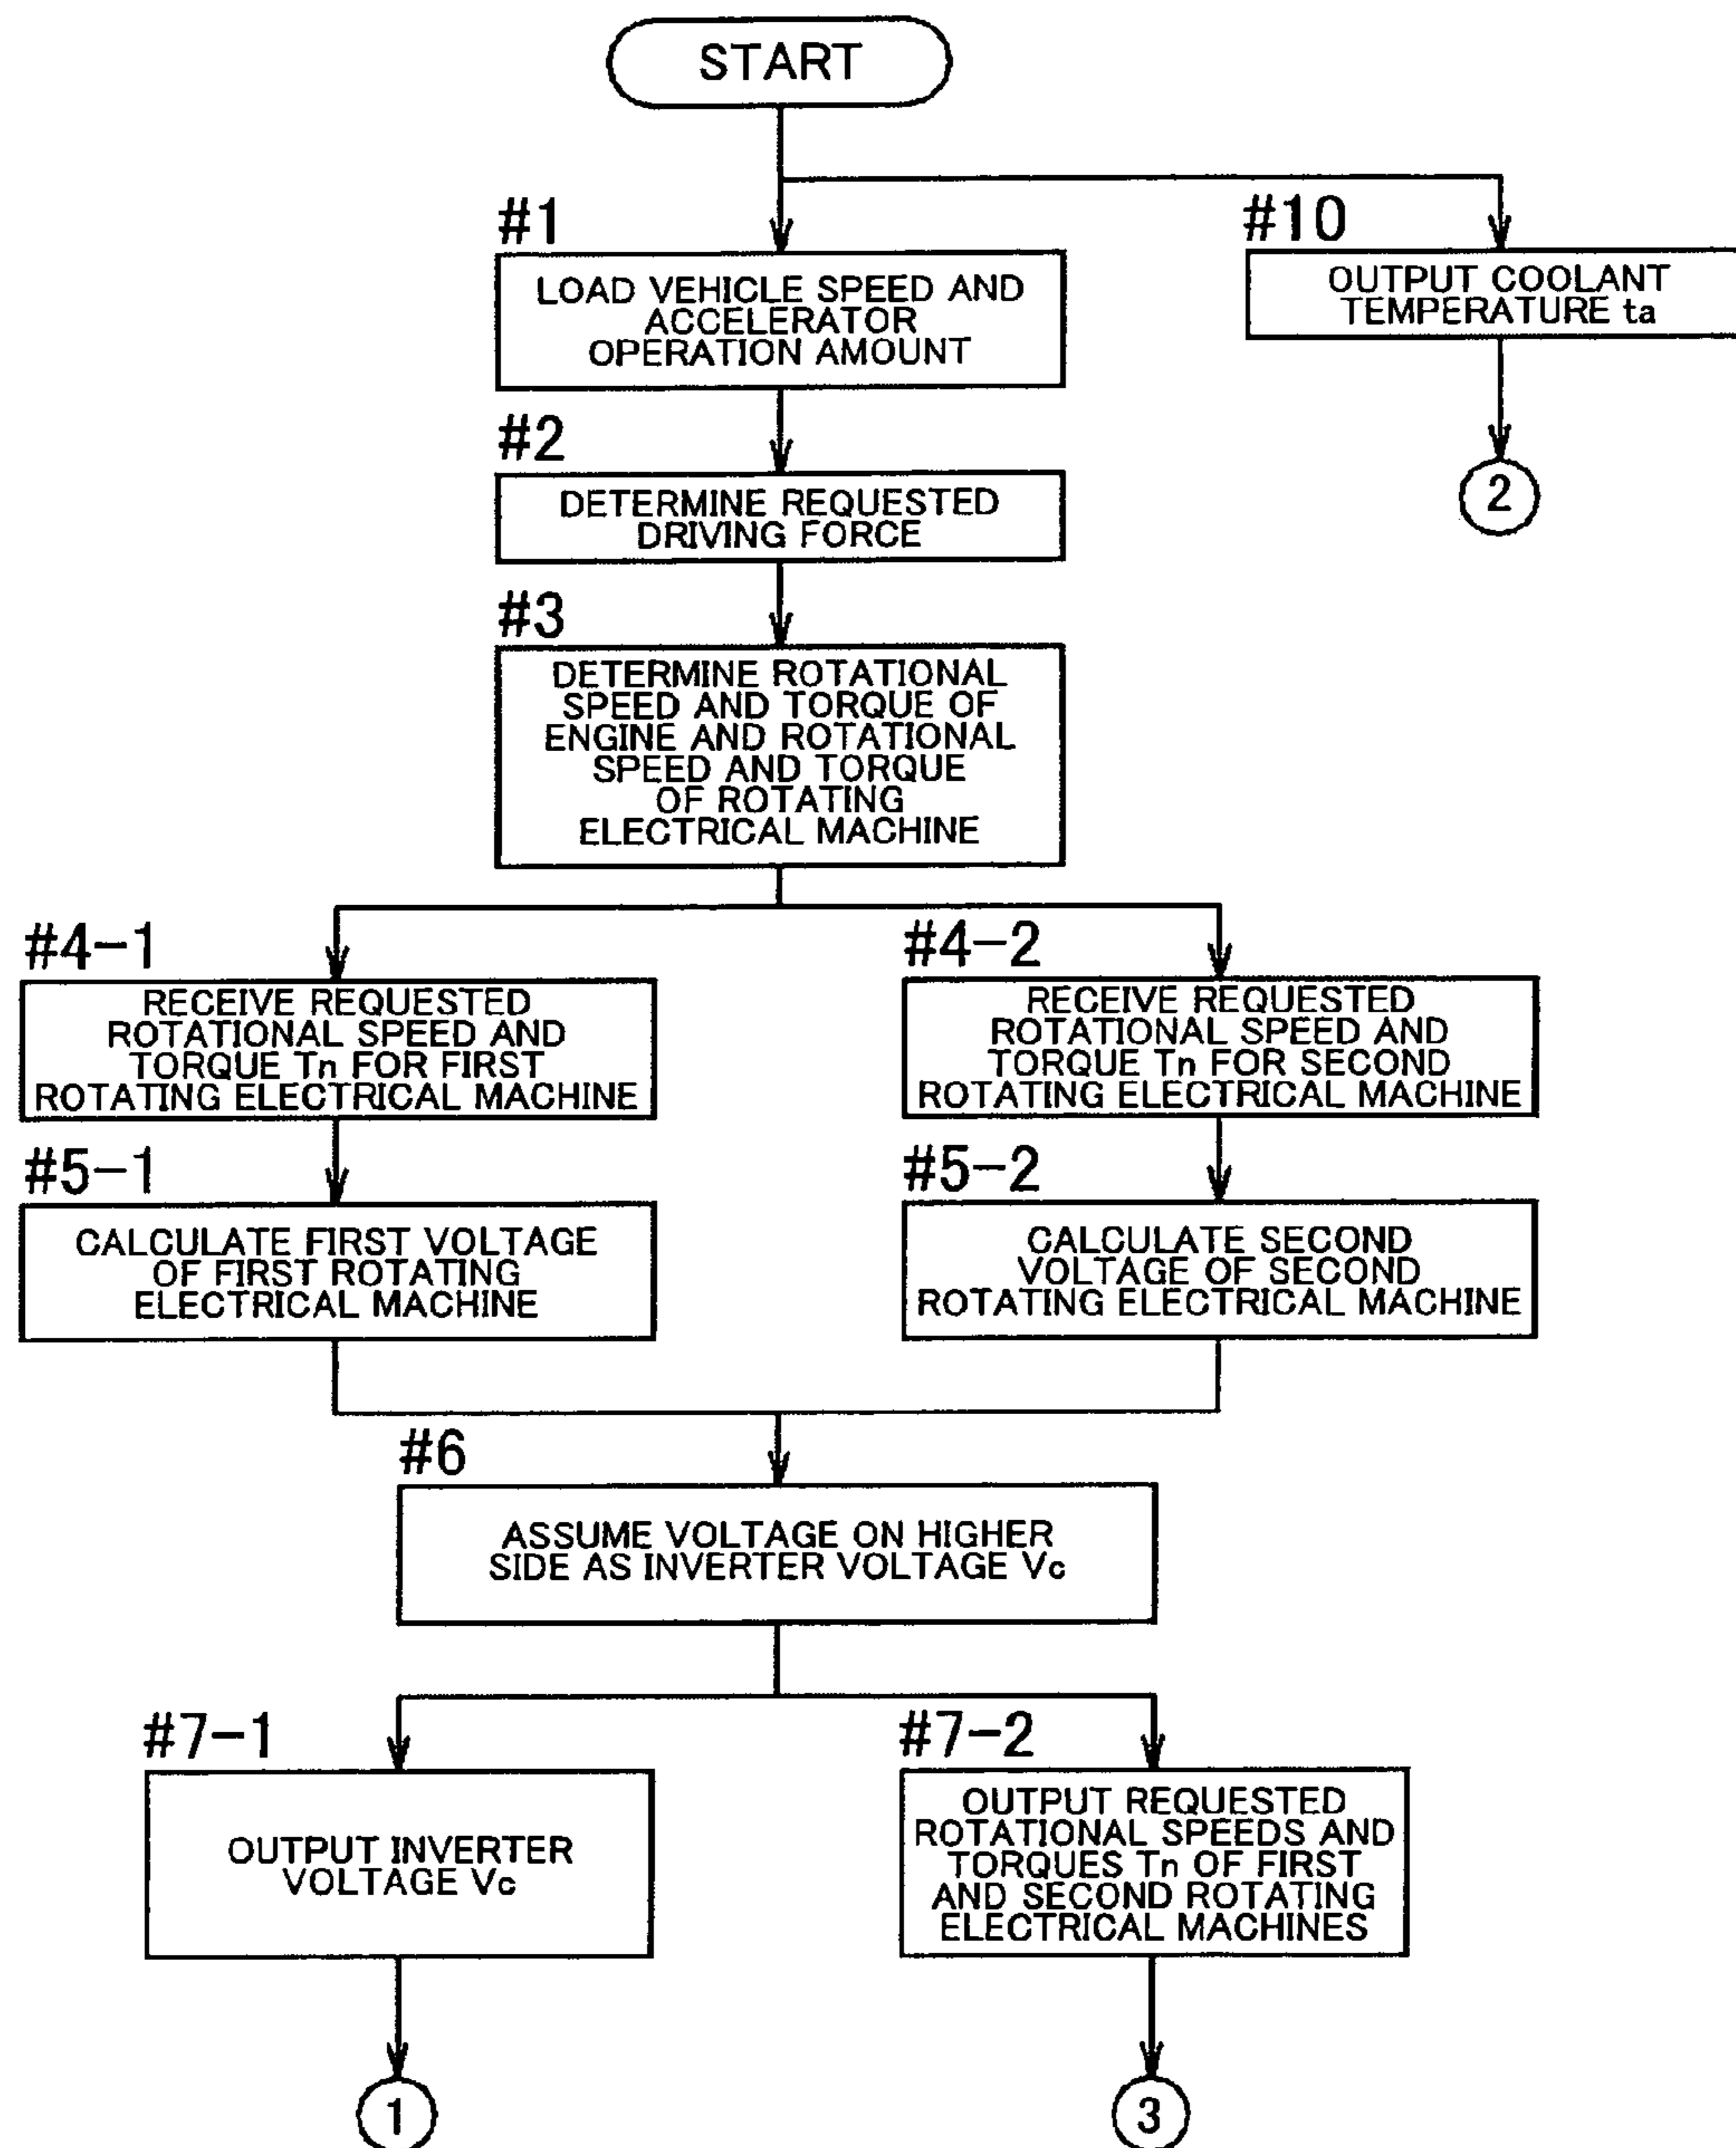 START
#1
LOAD VEHICLE SPEED AND
ACCELERATOR
OPERATION AMOUNT
#10
OUTPUT COOLANT
TEMPERATURE ta
2
#2
DETERMINE REQUESTED
DRIVING FORCE
#3
DETERMINE ROTATIONAL
SPEED AND TORQUE OF
ENGINE AND ROTATIONAL
SPEED AND TORQUE
OF ROTATING
ELECTRICAL MACHINE
#4-1
RECEIVE REQUESTED
ROTATIONAL SPEED AND
TORQUE Tn FOR FIRST
ROTATING ELECTRICAL MACHINE
#4-2
RECEIVE REQUESTED
ROTATIONAL SPEED AND
TORQUE Tn FOR SECOND
ROTATING ELECTRICAL MACHINE
#5-1
CALCULATE FIRST VOLTAGE
OF FIRST ROTATING
ELECTRICAL MACHINE
#5-2
CALCULATE SECOND
VOLTAGE OF SECOND
ROTATING ELECTRICAL MACHINE
#6
ASSUME VOLTAGE ON HIGHER
SIDE AS INVERTER VOLTAGE Vc
#7-1
OUTPUT INVERTER
VOLTAGE Vc
#7-2
OUTPUT REQUESTED
ROTATIONAL SPEEDS AND
TORQUES Tn OF FIRST
AND SECOND ROTATING
ELECTRICAL MACHINES
1
3